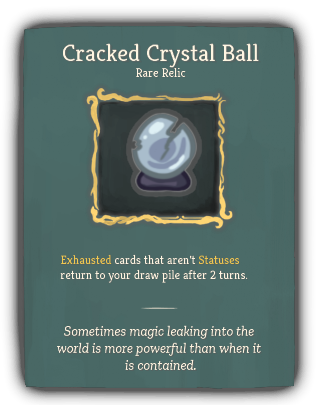 Cracked Crystal Ball
Rare Relic
Exhausted cards that aren't Statuses
return to your draw pile after 2 turns.
Sometimes magic leaking into the
world is more powerful than when it
is contained.